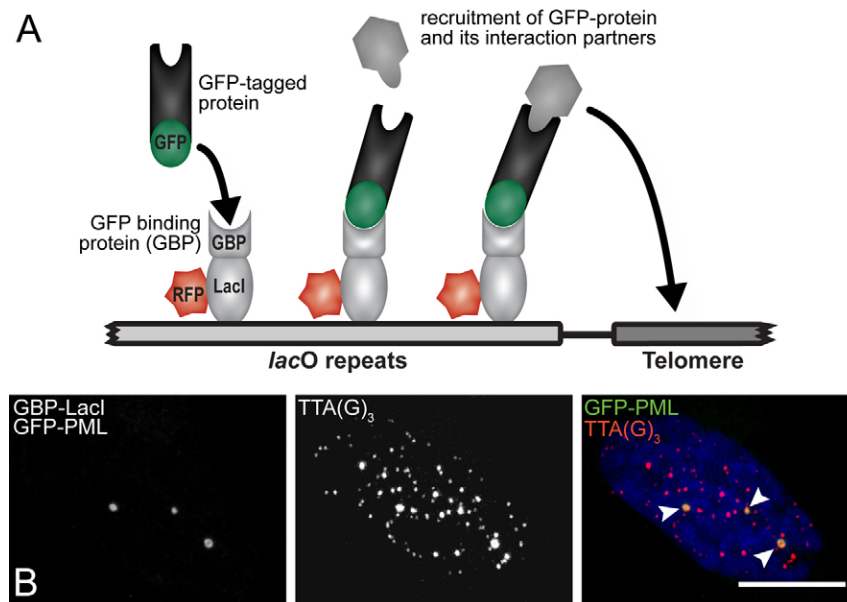 A
recruitment of GFP-protein
and its interaction partners
GFP-tagged
protein
GFP
GFP binding
protein (GBP)
GBP
RFP
LacI
lacO repeats
Telomere
GBP-LacI
GFP-PML
TTA(G)3
GFP-PML
TTA(G)3
B